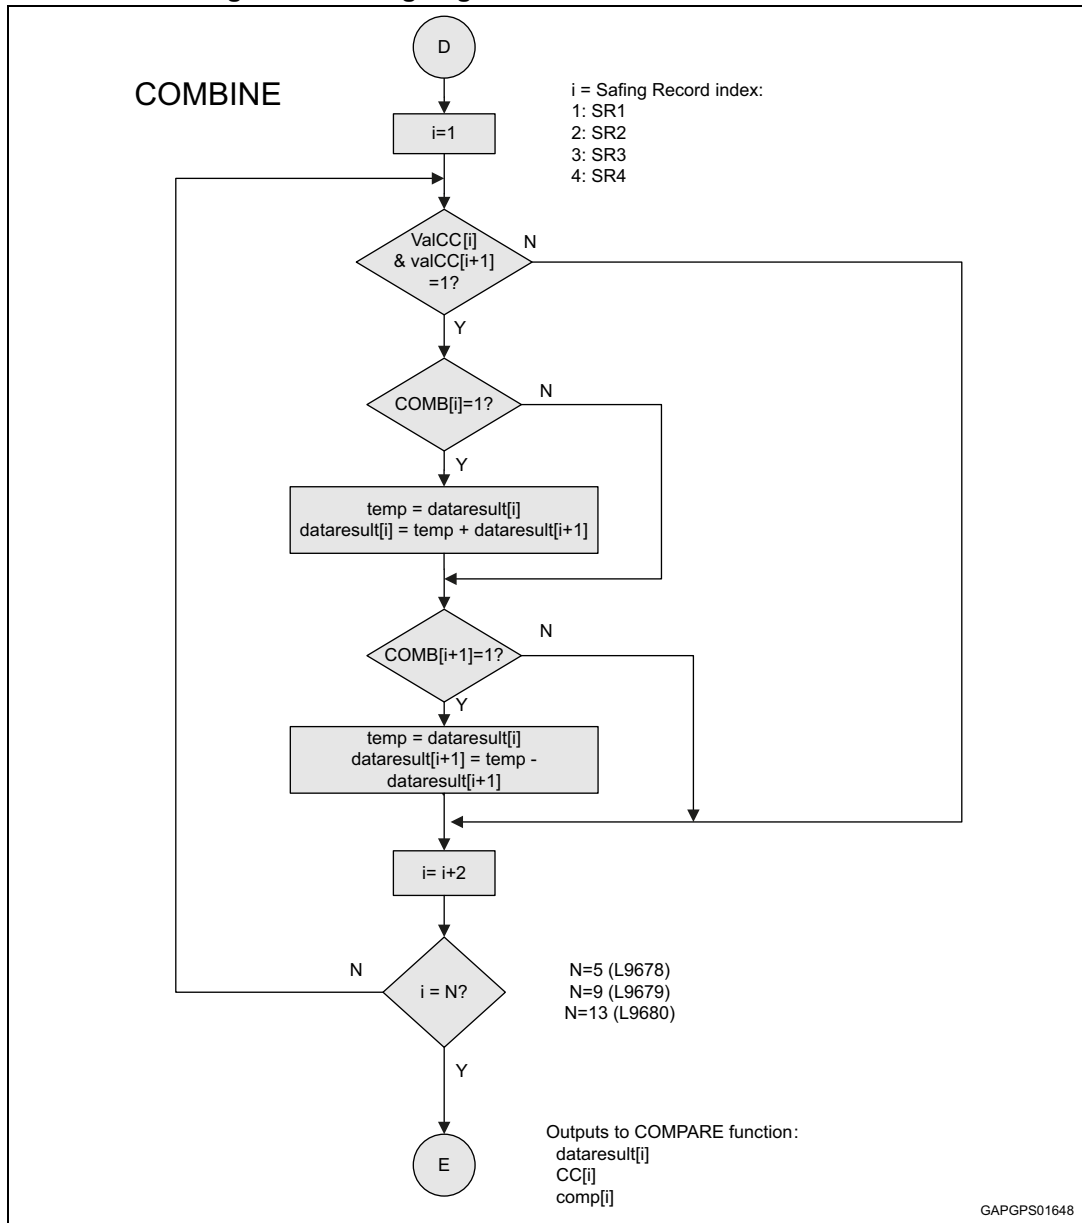 D
COMBINE
i = Safing Record index:
1: SR1
2: SR2
3: SR3
4: SR4
i=1
ValCC[i]
& valCC[i+1]
=1?
N
Y
COMB[i]=1?
N
Y
temp = dataresult[i]
dataresult[i] = temp + dataresult[i+1]
COMB[i+1]=1?
N
Y
temp = dataresult[i]
dataresult[i+1] = temp -
dataresult[i+1]
i= i+2
N
i = N?
N=5 (L9678)
N=9 (L9679)
N=13 (L9680)
Y
E
Outputs to COMPARE function:
dataresult[i]
CC[i]
comp[i]
GAPGPS01648